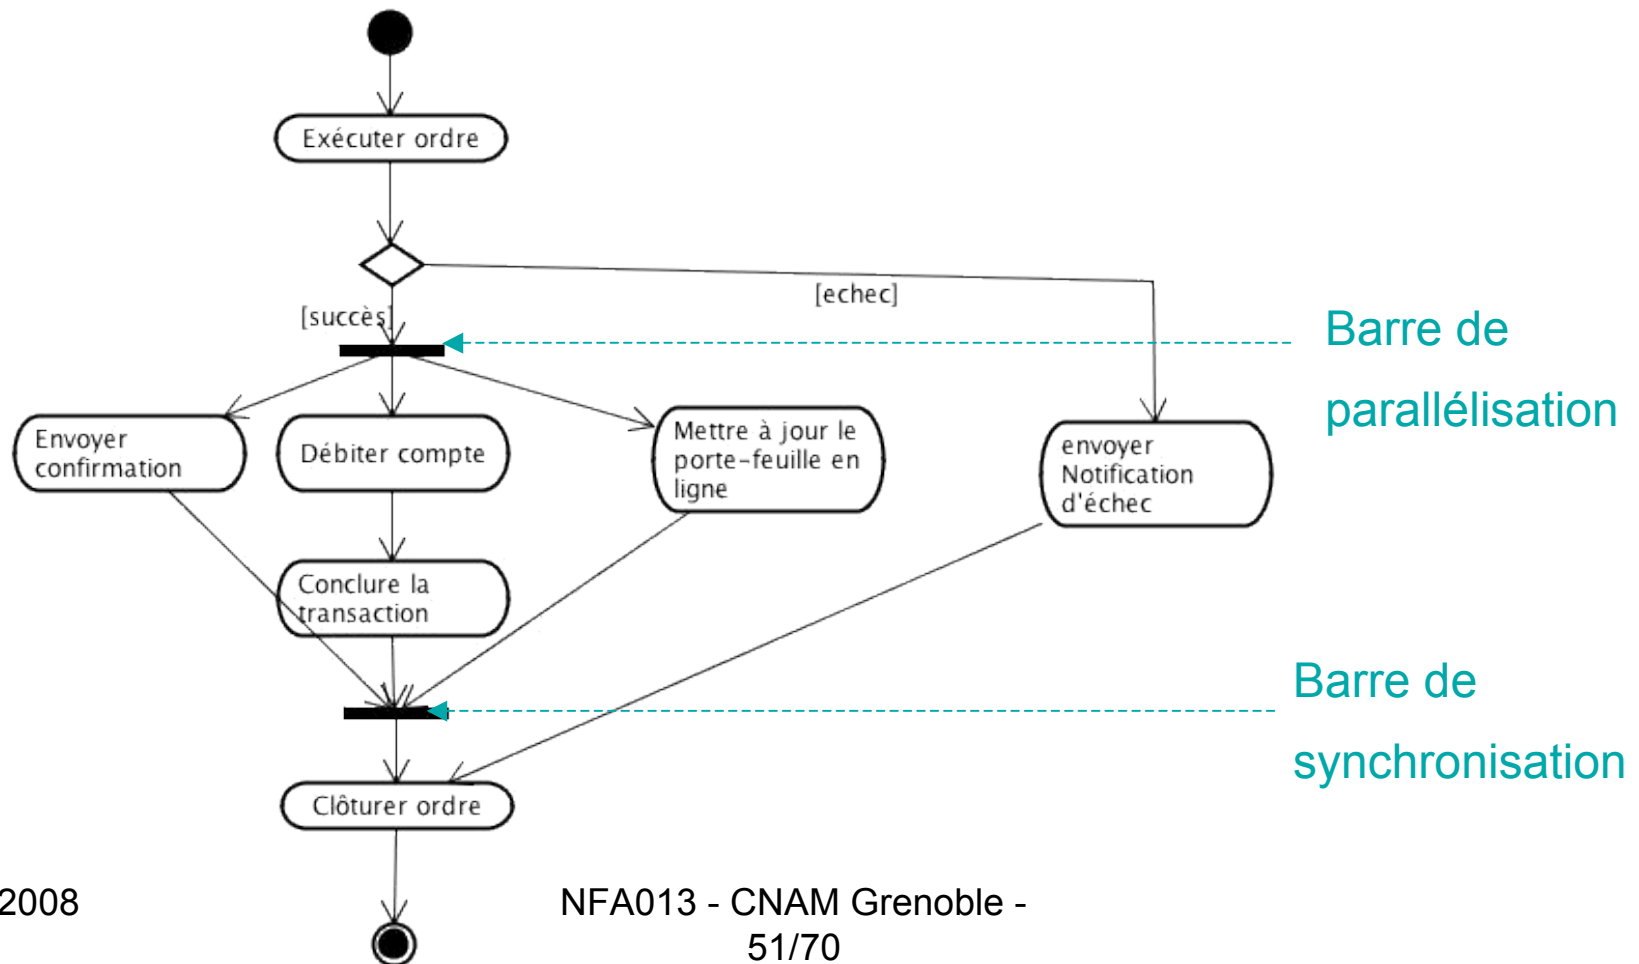 Exécuter ordre
[echec]
[succès]
Barre de
parallélisation
Envoyer
confirmation
Débiter compte
Mettre à jour le
porte-feuille en
ligne
envoyer
Notification
d'échec
Conclure la
transaction
Barre de
synchronisation
Clôturer ordre
2008
NFA013 - CNAM Grenoble -
51/70